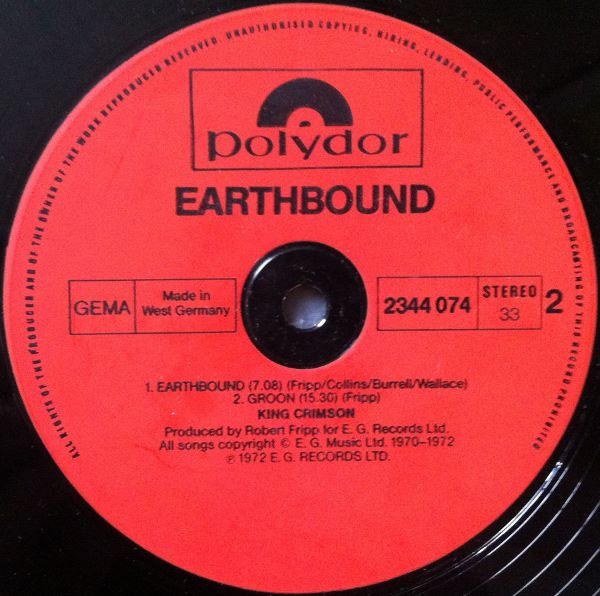 ALL RIGHTS OF THE PRODUCER AND OF THE OWNER OF THE WORK REPRODUCED RESERVED. UNAUTHORISED COPYING, HIRING, LENDING, PUBLIC PERFORMANCE AND BROADCASTING OF THIS RECORD PROHIBITED
polydor
EARTHBOUND
GEMA
Made in
West Germany
2344 074
STEREO
33
2
1. EARTHBOUND (7.08) (Fripp/Collins/Burrell/Wallace)
2. GROON (15.30) (Fripp)
KING CRIMSON
Produced by Robert Fripp for E. G. Records Ltd.
All songs copyright © E. G. Music Ltd. 1970–1972
℗ 1972 E. G. RECORDS LTD.